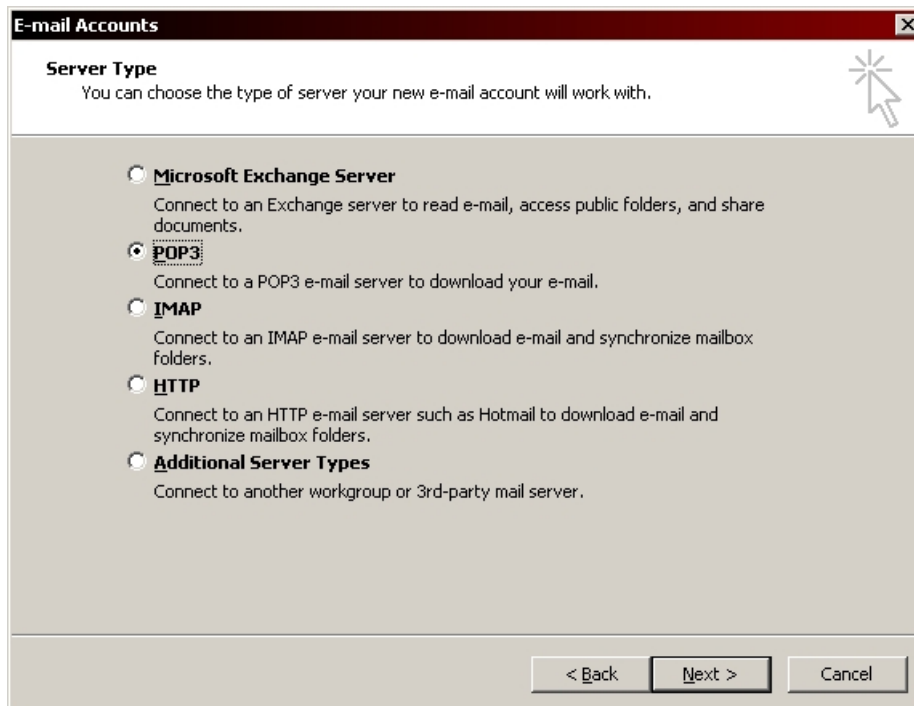 E-mail Accounts
Server Type
You can choose the type of server your new e-mail account will work with.
Microsoft Exchange Server
Connect to an Exchange server to read e-mail, access public folders, and share
documents.
POP3
Connect to a POP3 e-mail server to download your e-mail.
IMAP
Connect to an IMAP e-mail server to download e-mail and synchronize mailbox
folders.
HTTP
Connect to an HTTP e-mail server such as Hotmail to download e-mail and
synchronize mailbox folders.
Additional Server Types
Connect to another workgroup or 3rd-party mail server.
< Back Next > Cancel